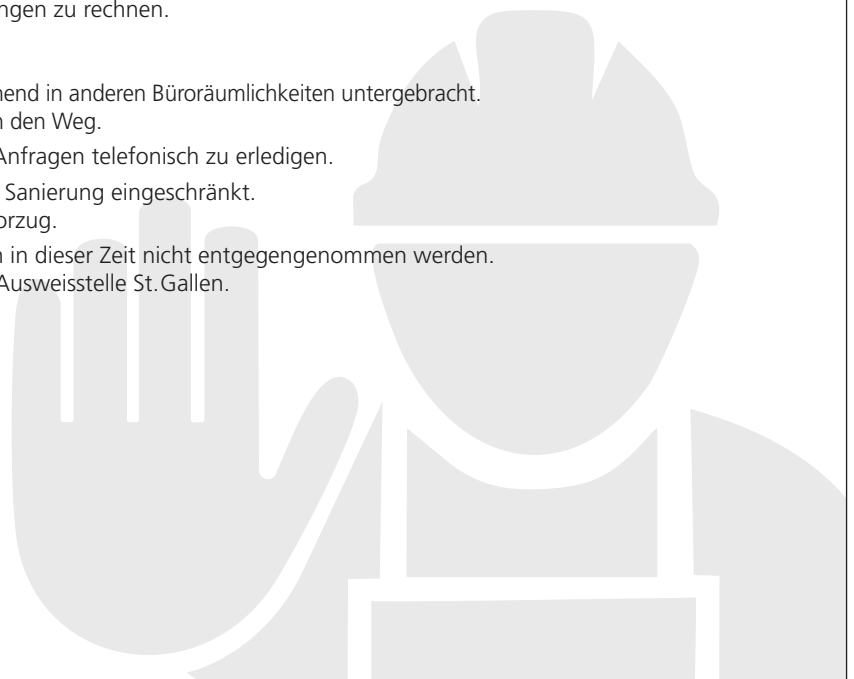 ngen zu rechnen.
end in anderen Büroräumlichkeiten untergebracht.
den Weg.
Anfragen telefonisch zu erledigen.
Sanierung eingeschränkt.
orzug.
in dieser Zeit nicht entgegengenommen werden.
Ausweisstelle St.Gallen.